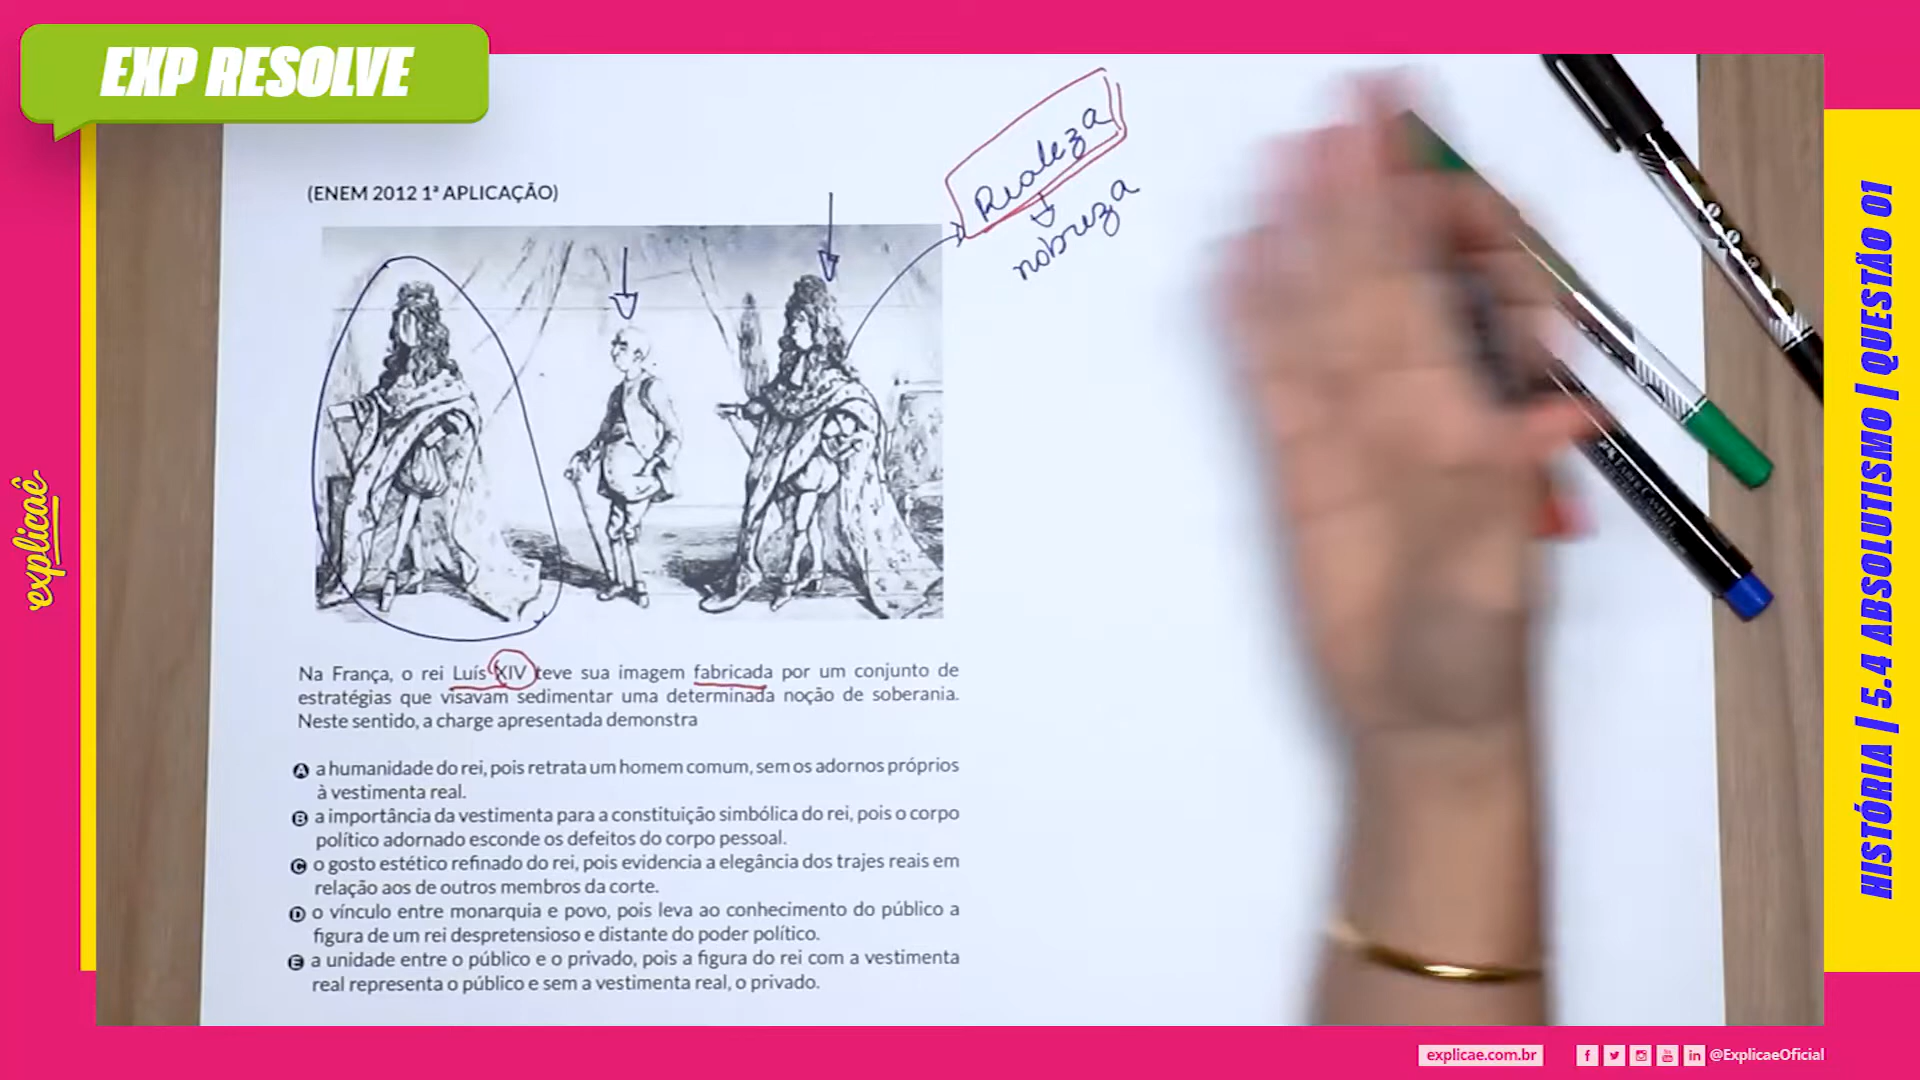 EXP RESOLVE
(ENEM 2012 1ª APLICAÇÃO)
Realeza
nobreza
Na França, o rei Luís XIV teve sua imagem fabricada por um conjunto de
estratégias que visavam sedimentar uma determinada noção de soberania.
Neste sentido, a charge apresentada demonstra
A a humanidade do rei, pois retrata um homem comum, sem os adornos próprios
à vestimenta real.
B a importância da vestimenta para a constituição simbólica do rei, pois o corpo
político adornado esconde os defeitos do corpo pessoal.
C o gosto estético refinado do rei, pois evidencia a elegância dos trajes reais em
relação aos de outros membros da corte.
D o vínculo entre monarquia e povo, pois leva ao conhecimento do público a
figura de um rei despretensioso e distante do poder político.
E a unidade entre o público e o privado, pois a figura do rei com a vestimenta
real representa o público e sem a vestimenta real, o privado.
explicaê
HISTÓRIA | 5.4 ABSOLUTISMO | QUESTÃO 01
explicae.com.br
@ExplicaeOficial